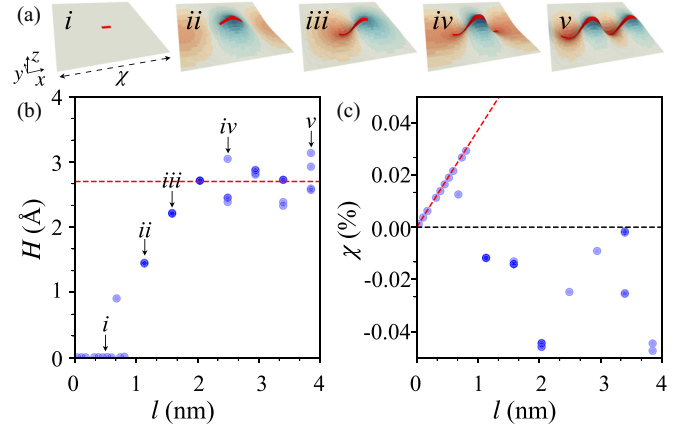 (a)
i
ii
iii
iv
v
y
z
x
χ
(b)
(c)
4
3
2
1
0
H (Å)
i
ii
iii
iv
v
0 1 2 3 4
l (nm)
0.04
0.02
0.00
-0.02
-0.04
χ (%)
0 1 2 3 4
l (nm)